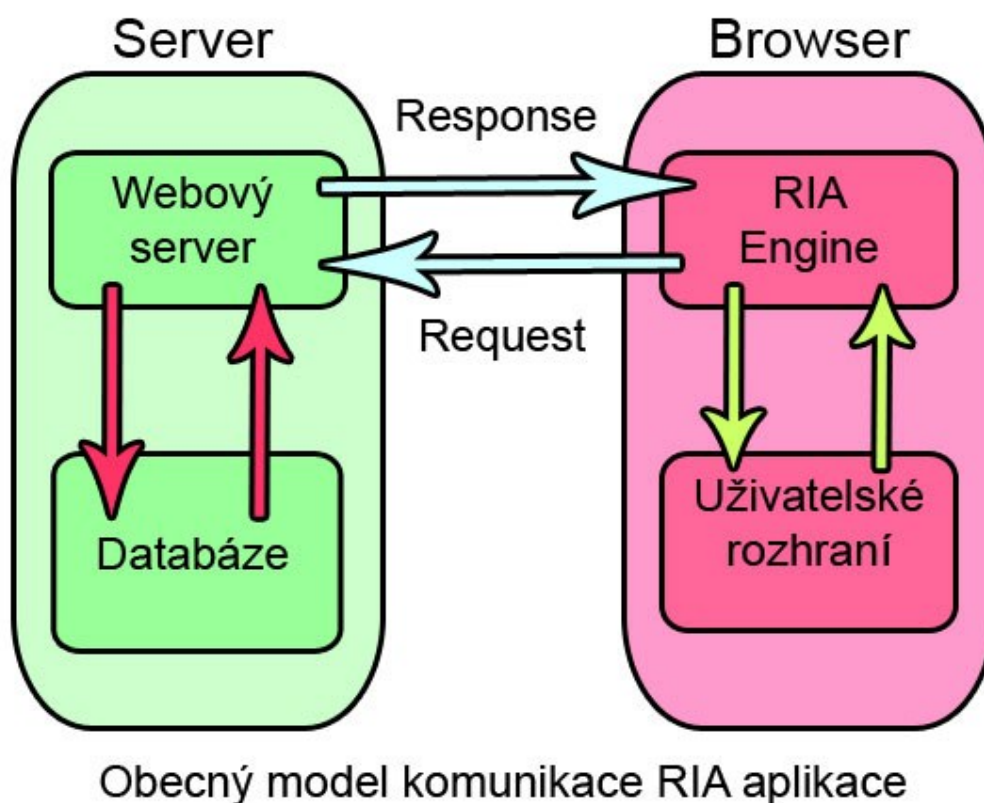 Server
Browser
Response
Webový
server
RIA
Engine
Request
Databáze
Uživatelské
rozhraní
Obecný model komunikace RIA aplikace